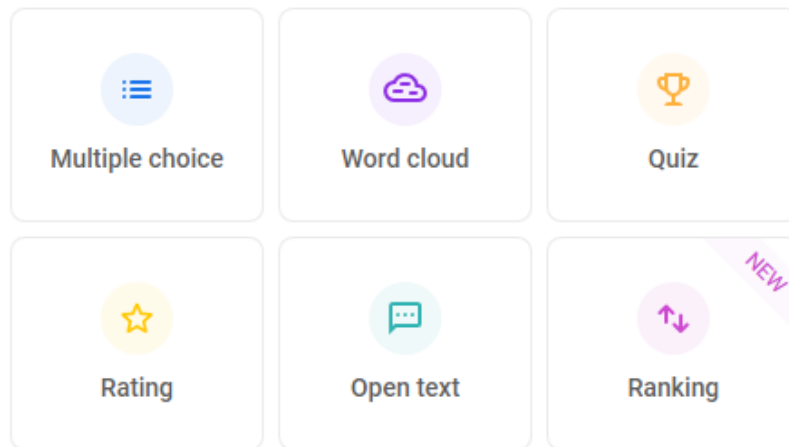 Multiple choice
Word cloud
Quiz
NEW
Rating
Open text
Ranking